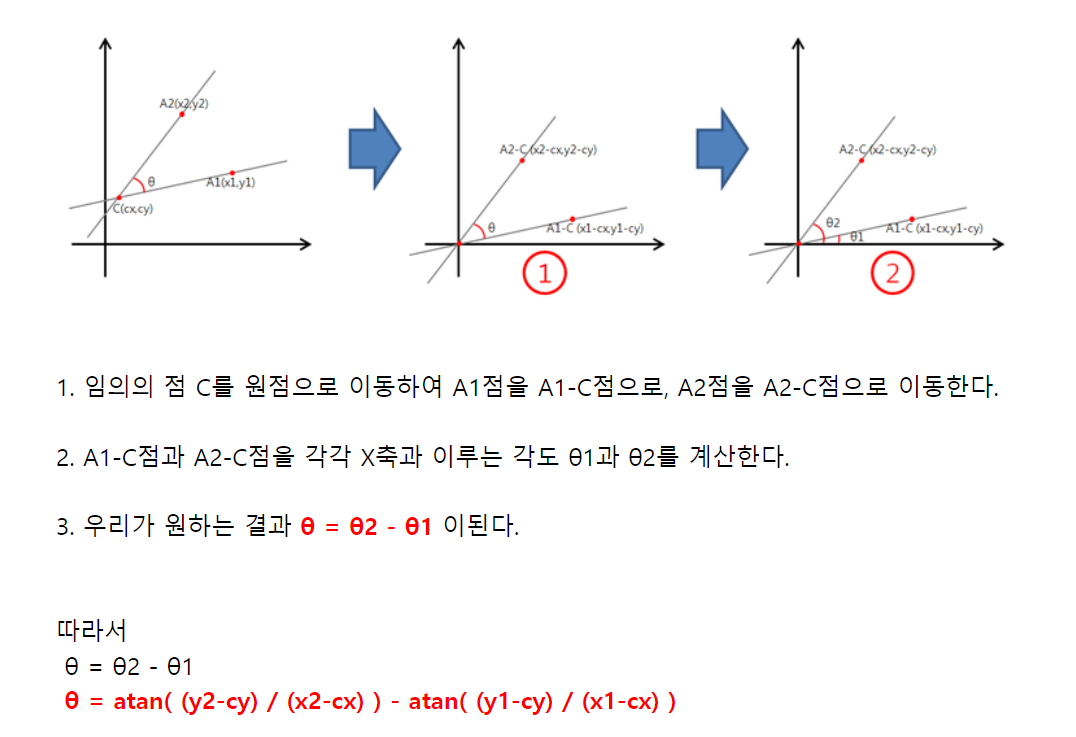 A2(x2,y2)
θ
A1(x1,y1)
C(cx,cy)
A2-C (x2-cx,y2-cy)
θ
A1-C (x1-cx,y1-cy)
1
A2-C (x2-cx,y2-cy)
θ2
θ1
A1-C (x1-cx,y1-cy)
2
1. 임의의 점 C를 원점으로 이동하여 A1점을 A1-C점으로, A2점을 A2-C점으로 이동한다.
2. A1-C점과 A2-C점을 각각 X축과 이루는 각도 θ1과 θ2를 계산한다.
3. 우리가 원하는 결과 θ = θ2 - θ1 이된다.
따라서
θ = θ2 - θ1
θ = atan( (y2-cy) / (x2-cx) ) - atan( (y1-cy) / (x1-cx) )